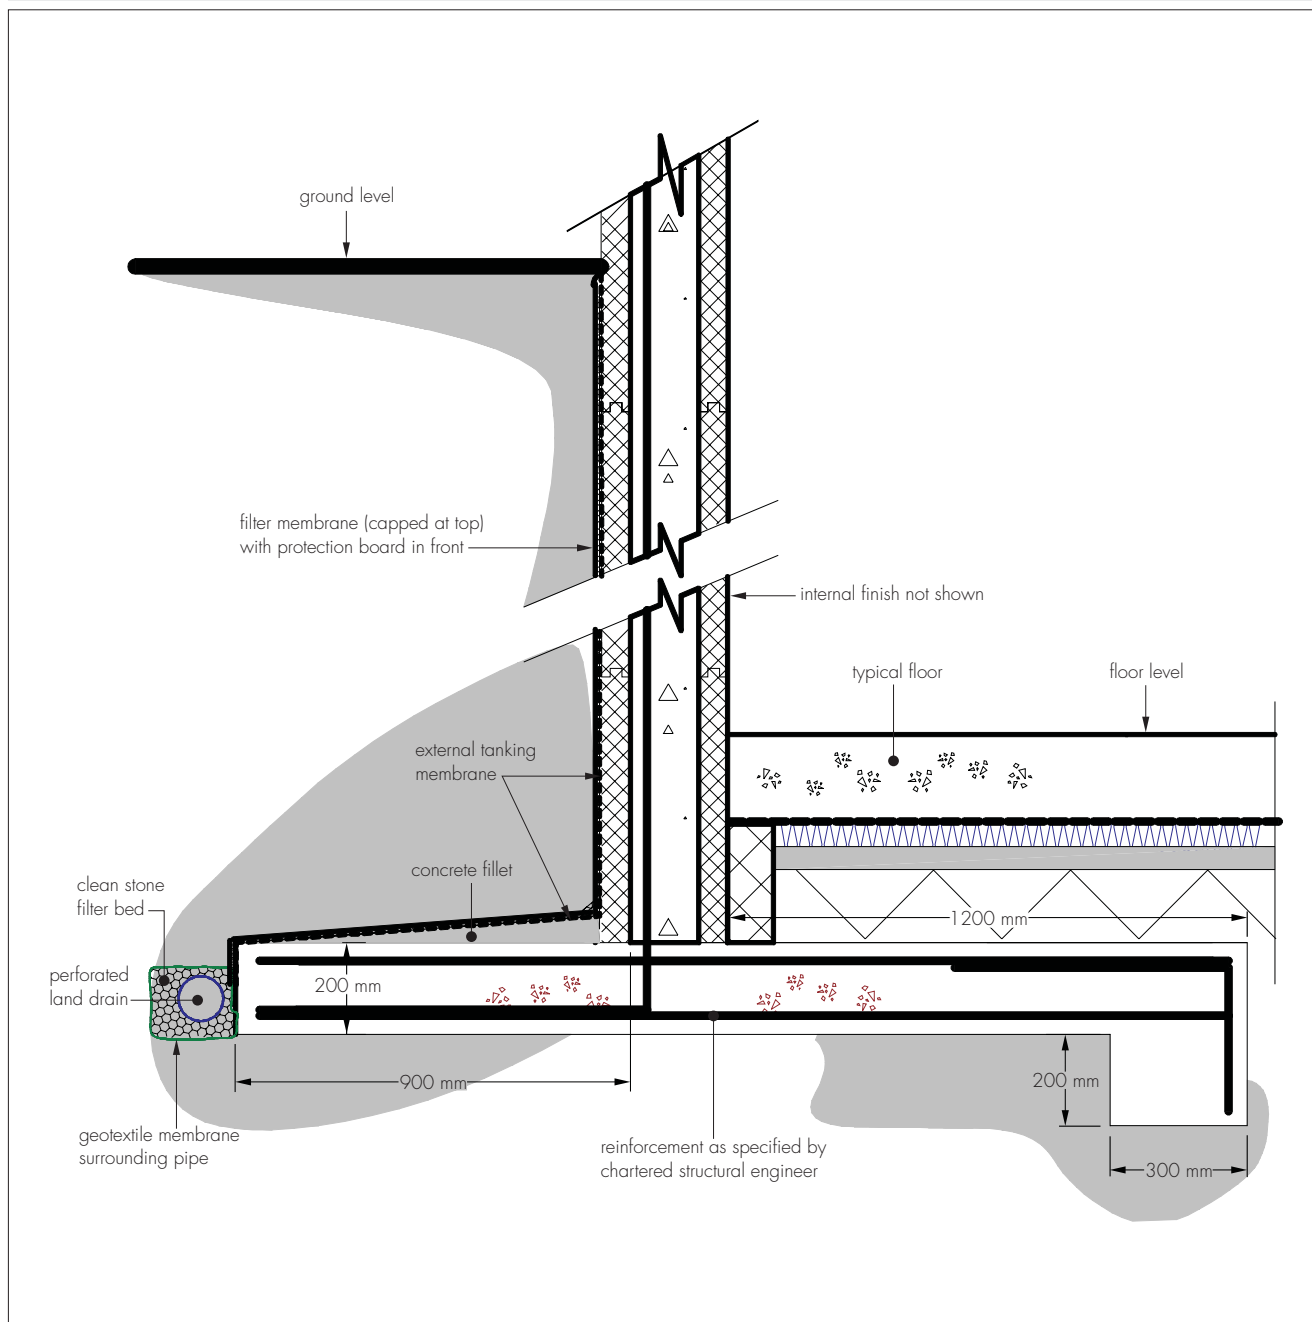 ground level
filter membrane (capped at top)
with protection board in front
internal finish not shown
typical floor
floor level
external tanking
membrane
concrete fillet
clean stone
filter bed
1200 mm
perforated
land drain
200 mm
900 mm
200 mm
geotextile membrane
surrounding pipe
reinforcement as specified by
chartered structural engineer
300 mm